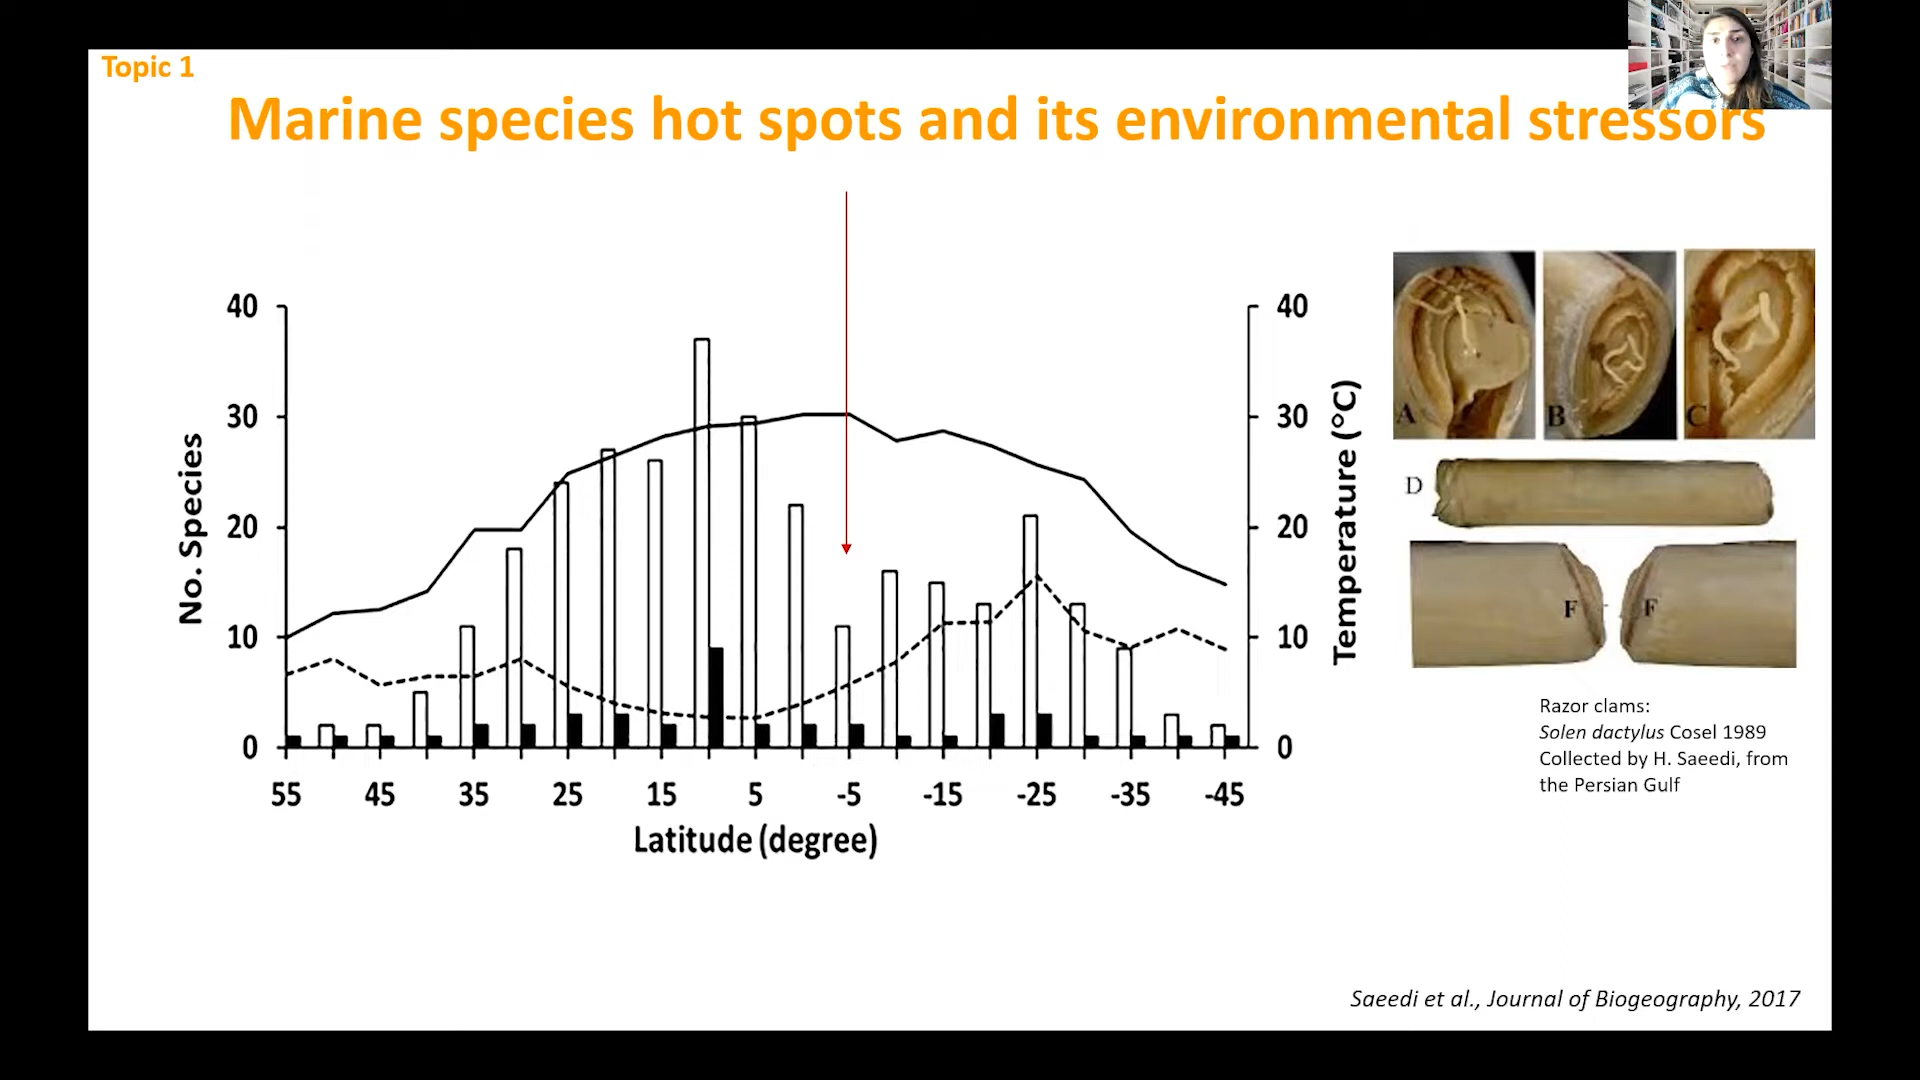 Topic 1
Marine species hot spots and its environmental stressors
40
30
20
10
0
No. Species
40
30
20
10
0
Temperature (°C)
55 45 35 25 15 5 -5 -15 -25 -35 -45
Latitude (degree)
A B C
D
F F
Razor clams:
Solen dactylus Cosel 1989
Collected by H. Saeedi, from
the Persian Gulf
Saeedi et al., Journal of Biogeography, 2017